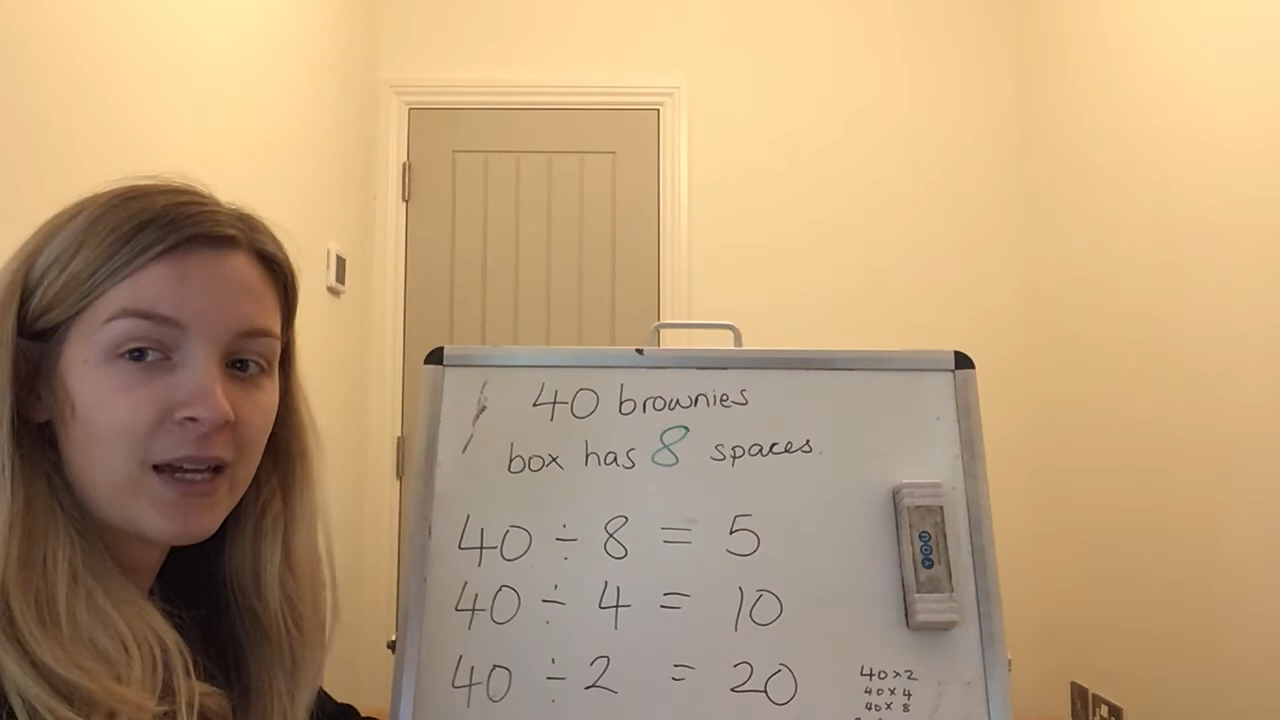 40 brownies
box has 8 spaces.
40 ÷ 8 = 5
40 ÷ 4 = 10
40 ÷ 2 = 20
40×2
40×4
40×8